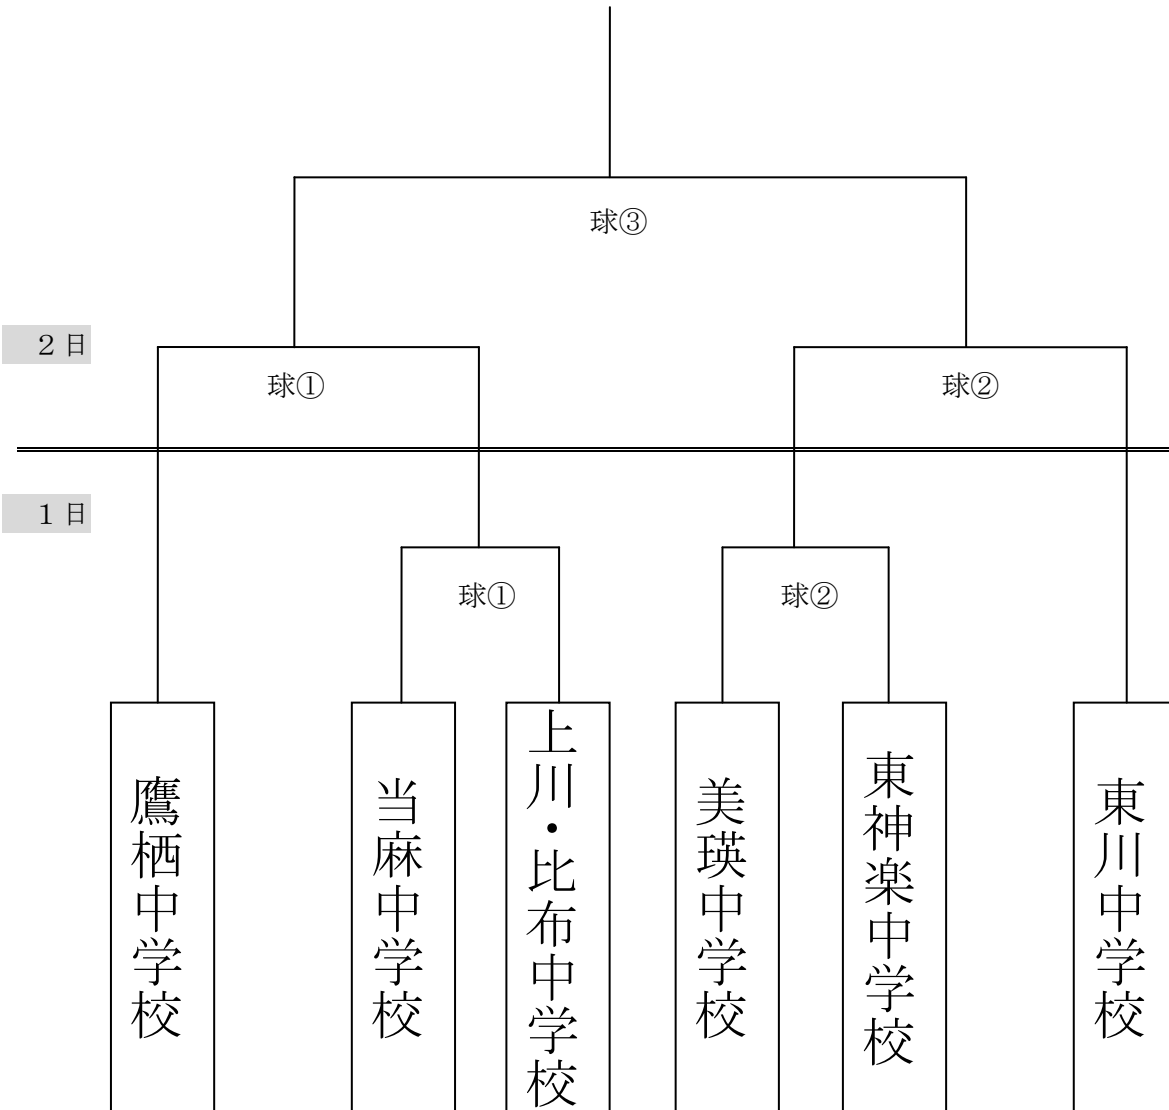 球③
２日
球①
球②
１日
球①
球②
鷹栖中学校
当麻中学校
上川・比布中学校
美瑛中学校
東神楽中学校
東川中学校